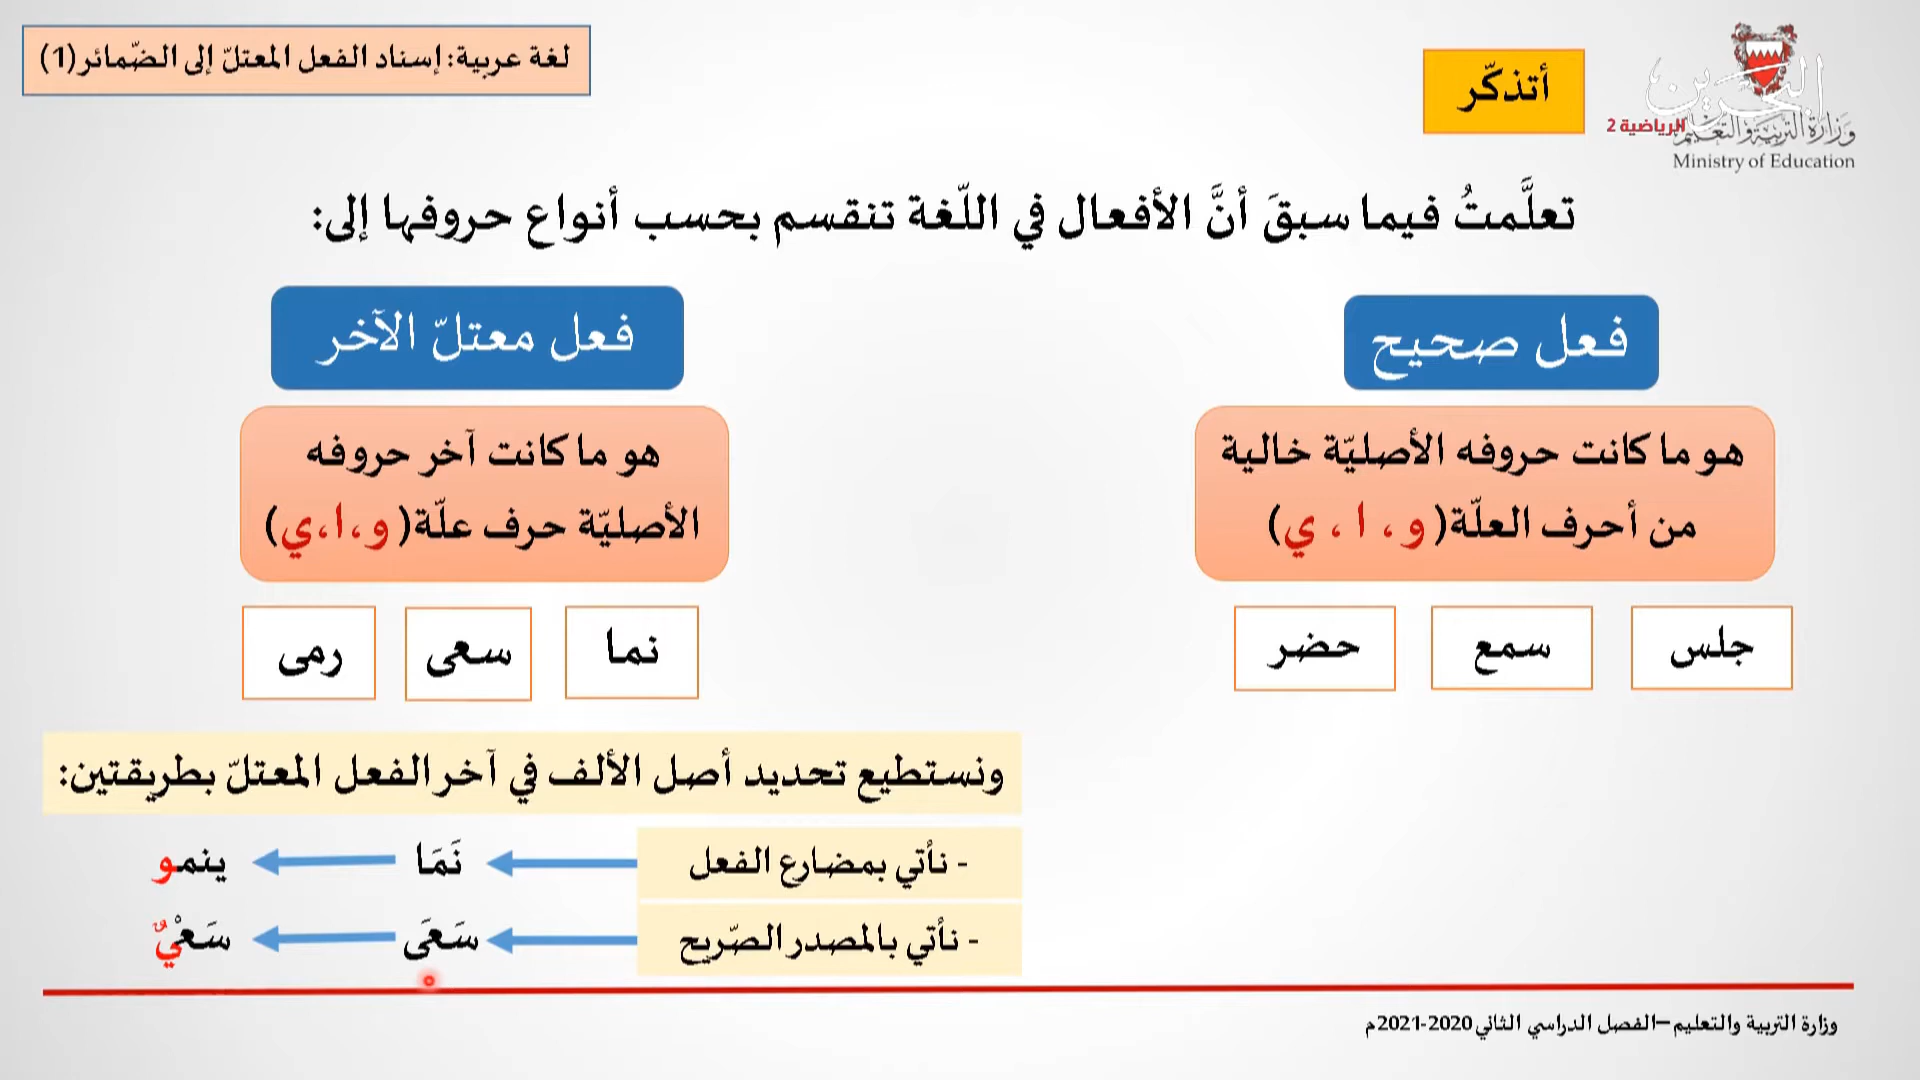 لغة عربية: إسناد الفعل المعتلّ إلى الضّمائر(1)
أتذكّر
البحرين
الرياضية 2
وزارة التربية والتعليم
Ministry of Education
تعلَّمتُ فيما سبقَ أنَّ الأفعال في اللّغة تنقسم بحسب أنواع حروفها إلى:
فعل صحيح
هو ما كانت حروفه الأصليّة خالية
من أحرف العلّة( و ، ا ، ي)
جلس
سمع
حضر
فعل معتلّ الآخر
هو ما كانت آخر حروفه
الأصليّة حرف علّة( و،ا،ي)
نما
سعى
رمى
ونستطيع تحديد أصل الألف في آخر الفعل المعتلّ بطريقتين:
- نأتي بمضارع الفعل
نَمَا
ينمو
- نأتي بالمصدر الصّريح
سَعَى
سَعْيٌ
وزارة التربية والتعليم –الفصل الدراسي الثاني 2020-2021م